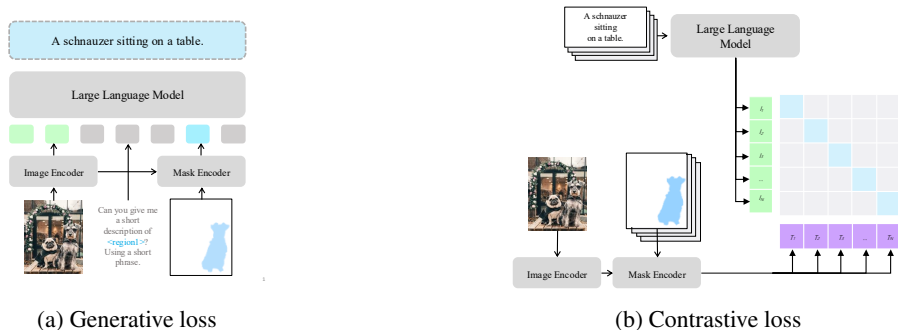 A schnauzer sitting on a table.
Large Language Model
Image Encoder
Mask Encoder
Can you give me
a short
description of
<region1>?
Using a short
phrase.
1
(a) Generative loss
A schnauzer
sitting
on a table.
Large Language
Model
...
Image Encoder
Mask Encoder
...
(b) Contrastive loss